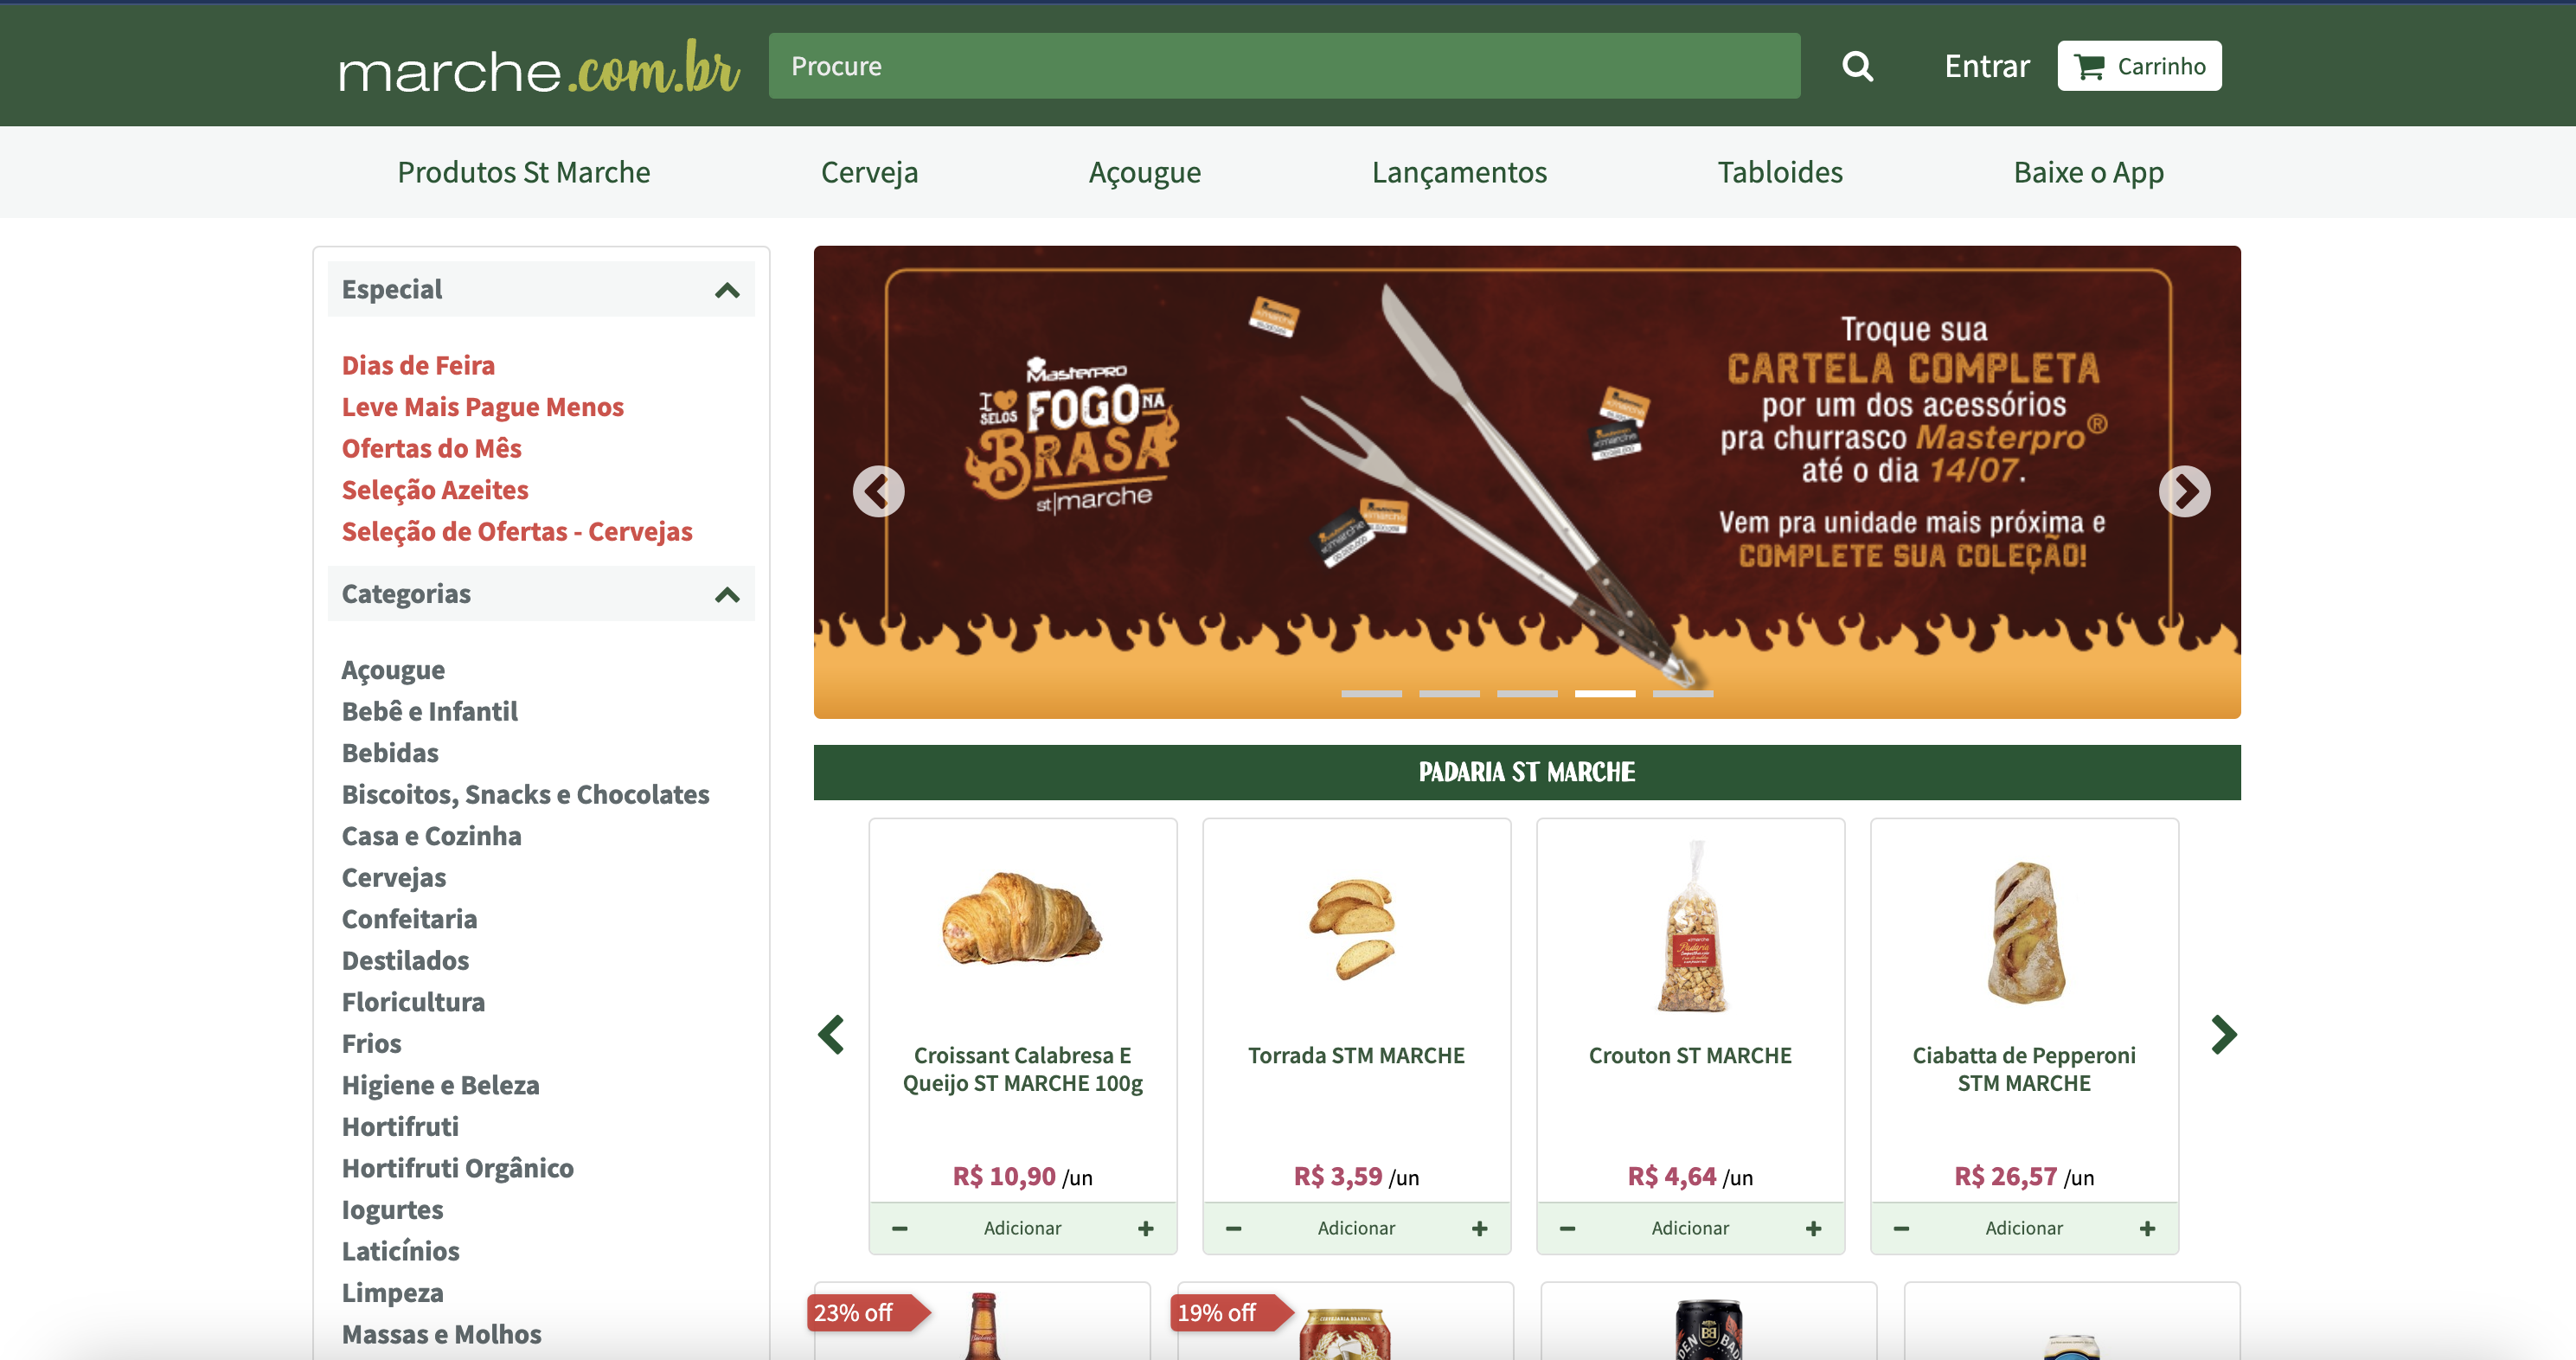 marche.com.br
Procure
Entrar
Carrinho
Produtos St Marche
Cerveja
Açougue
Lançamentos
Tabloides
Baixe o App
Especial
Dias de Feira
Leve Mais Pague Menos
Ofertas do Mês
Seleção Azeites
Seleção de Ofertas - Cervejas
Categorias
Açougue
Bebê e Infantil
Bebidas
Biscoitos, Snacks e Chocolates
Casa e Cozinha
Cervejas
Confeitaria
Destilados
Floricultura
Frios
Higiene e Beleza
Hortifruti
Hortifruti Orgânico
Iogurtes
Laticínios
Limpeza
Massas e Molhos
MasterPRO
I ♥ SELOS
FOGO NA
BRASA
st|marche
Troque sua
CARTELA COMPLETA
por um dos acessórios
pra churrasco Masterpro®
até o dia 14/07.
Vem pra unidade mais próxima e
COMPLETE SUA COLEÇÃO!
PADARIA ST MARCHE
Croissant Calabresa E
Queijo ST MARCHE 100g
R$ 10,90 /un
− Adicionar +
Torrada STM MARCHE
R$ 3,59 /un
− Adicionar +
Padaria
Crouton ST MARCHE
R$ 4,64 /un
− Adicionar +
Ciabatta de Pepperoni
STM MARCHE
R$ 26,57 /un
− Adicionar +
23% off
19% off